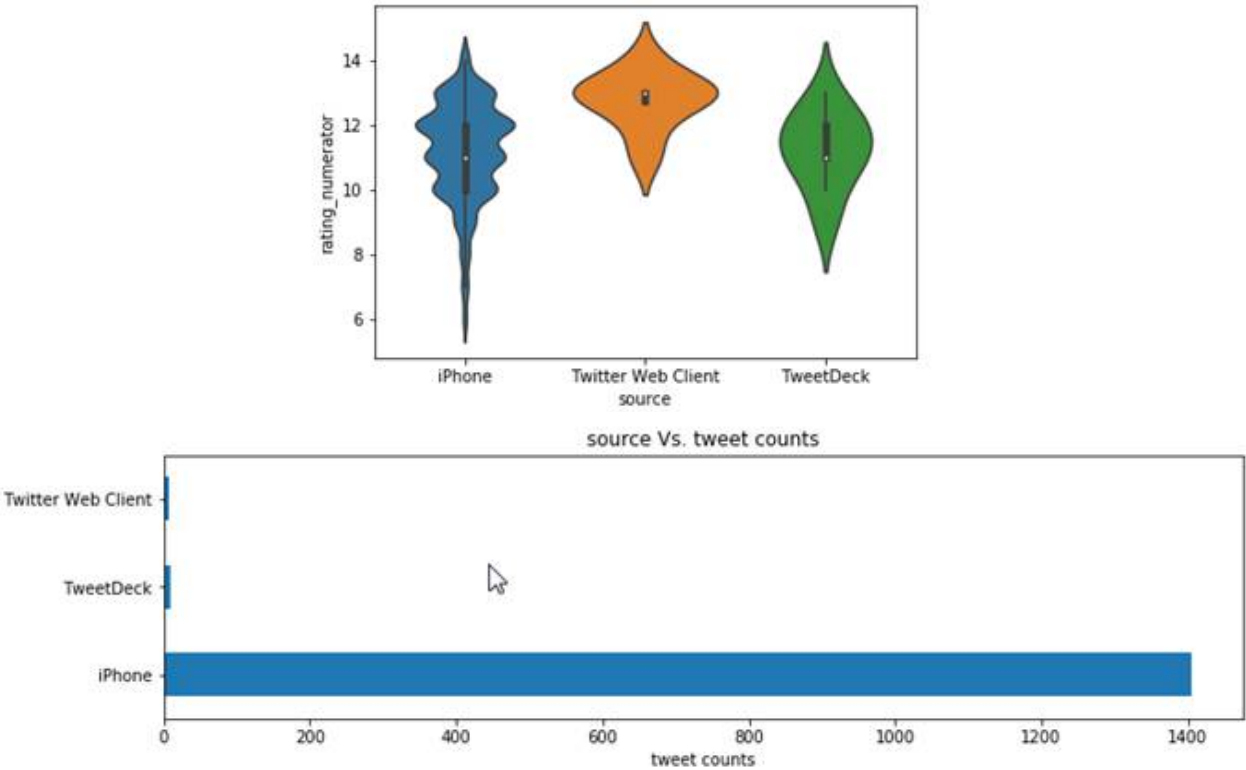 14
12
10
8
6
rating_numerator
iPhone Twitter Web Client TweetDeck
source
source Vs. tweet counts
Twitter Web Client
TweetDeck
iPhone
0 200 400 600 800 1000 1200 1400
tweet counts